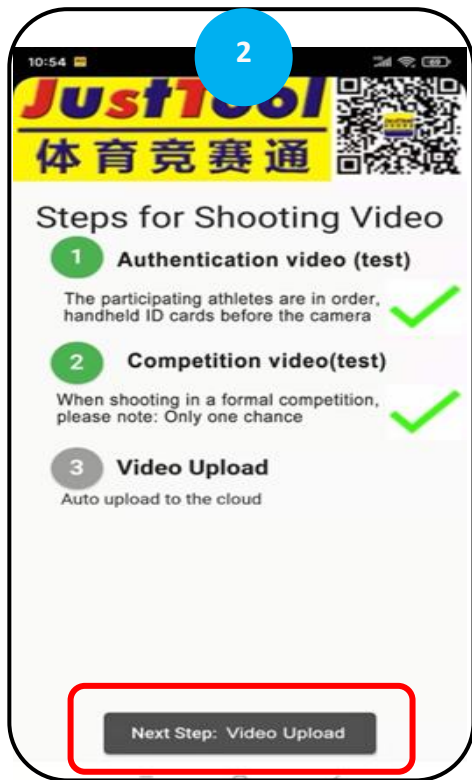 2
10:54
69
JustTool
体育竞赛通
Steps for Shooting Video
1 Authentication video (test)
The participating athletes are in order,
handheld ID cards before the camera
2 Competition video(test)
When shooting in a formal competition,
please note: Only one chance
3 Video Upload
Auto upload to the cloud
Next Step: Video Upload